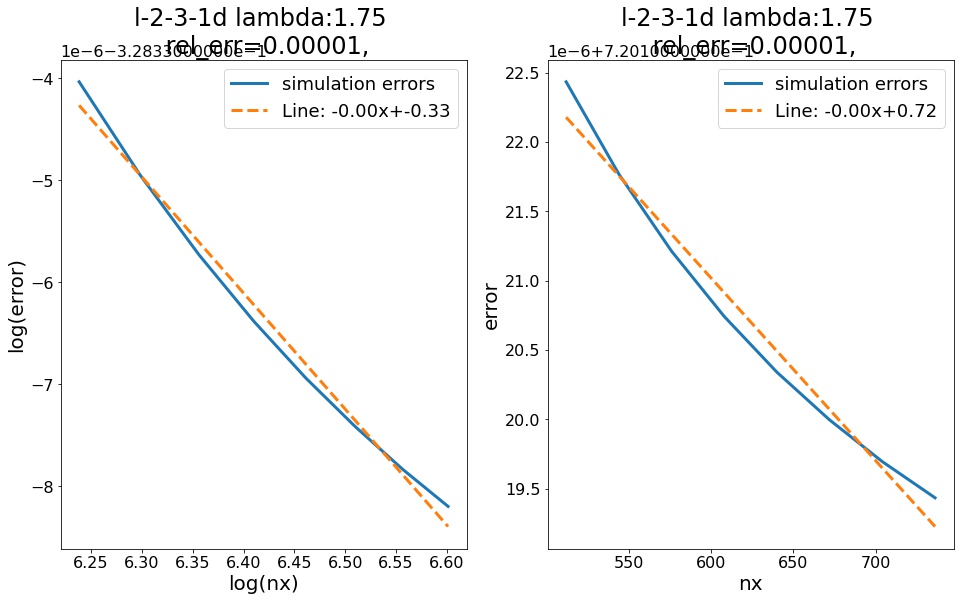 l-2-3-1d lambda:1.75
rel_err=0.00001,
1e−6−3.2833000000e−1
simulation errors
Line: -0.00x+-0.33
−4
−5
−6
−7
−8
log(error)
6.25
6.30
6.35
6.40
6.45
6.50
6.55
6.60
log(nx)
l-2-3-1d lambda:1.75
rel_err=0.00001,
1e−6+7.2010000000e−1
simulation errors
Line: -0.00x+0.72
22.5
22.0
21.5
21.0
20.5
20.0
19.5
error
550
600
650
700
nx